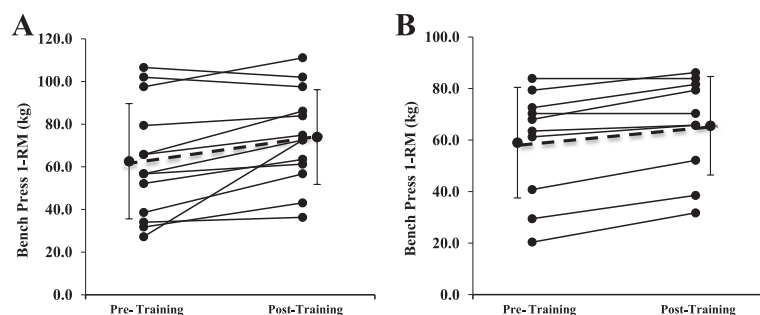 A
Bench Press 1-RM (kg)
120.0
100.0
80.0
60.0
40.0
20.0
0.0
Pre- Training
Post-Training
B
Bench Press 1-RM (kg)
100.0
80.0
60.0
40.0
20.0
0.0
Pre-Training
Post-Training